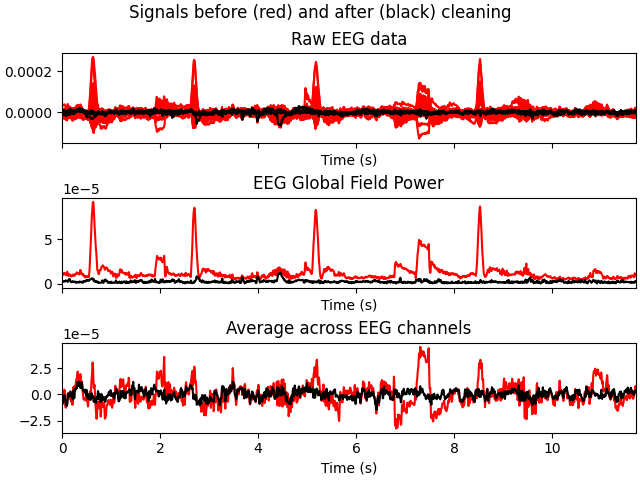 Signals before (red) and after (black) cleaning
Raw EEG data
0.0002
0.0000
Time (s)
EEG Global Field Power
1e−5
5
0
Time (s)
Average across EEG channels
1e−5
2.5
0.0
−2.5
0 2 4 6 8 10
Time (s)